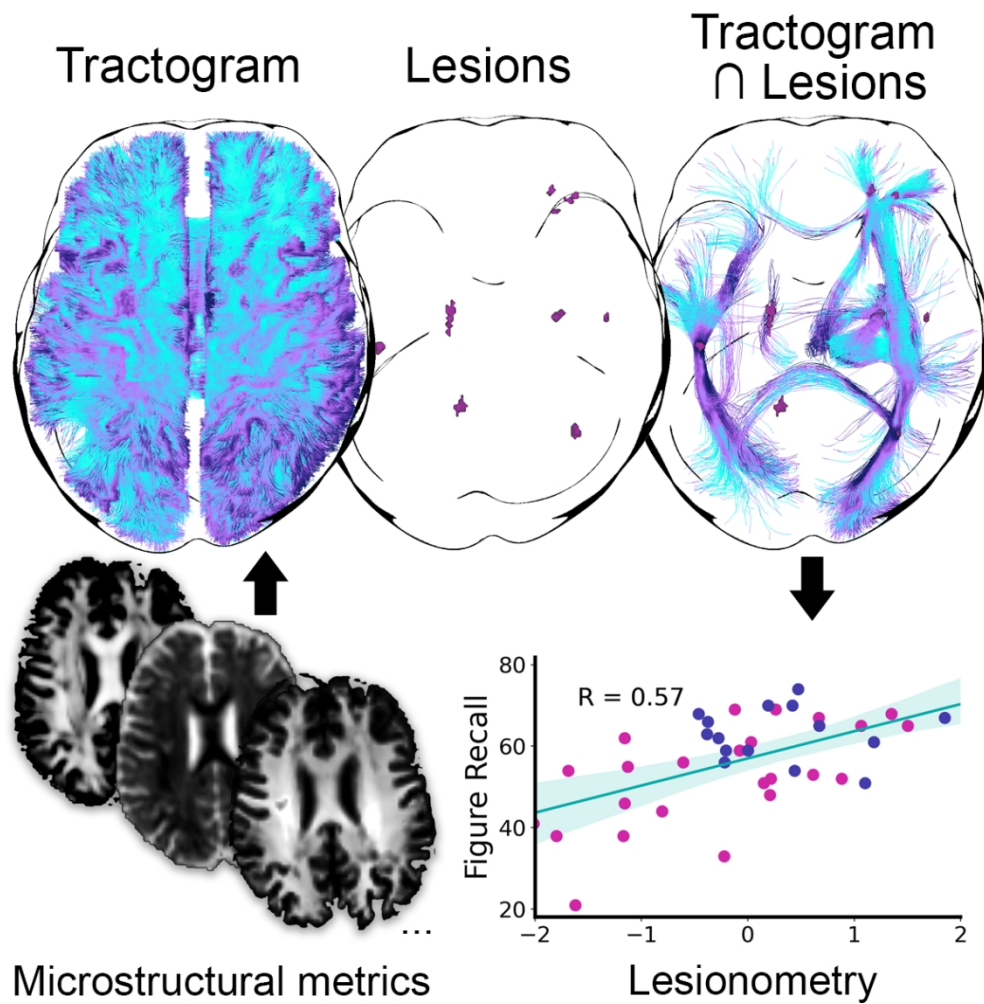 Tractogram
Lesions
Tractogram
∩ Lesions
...
Microstructural metrics
80
60
40
20
Figure Recall
R = 0.57
−2
−1
0
1
2
Lesionometry